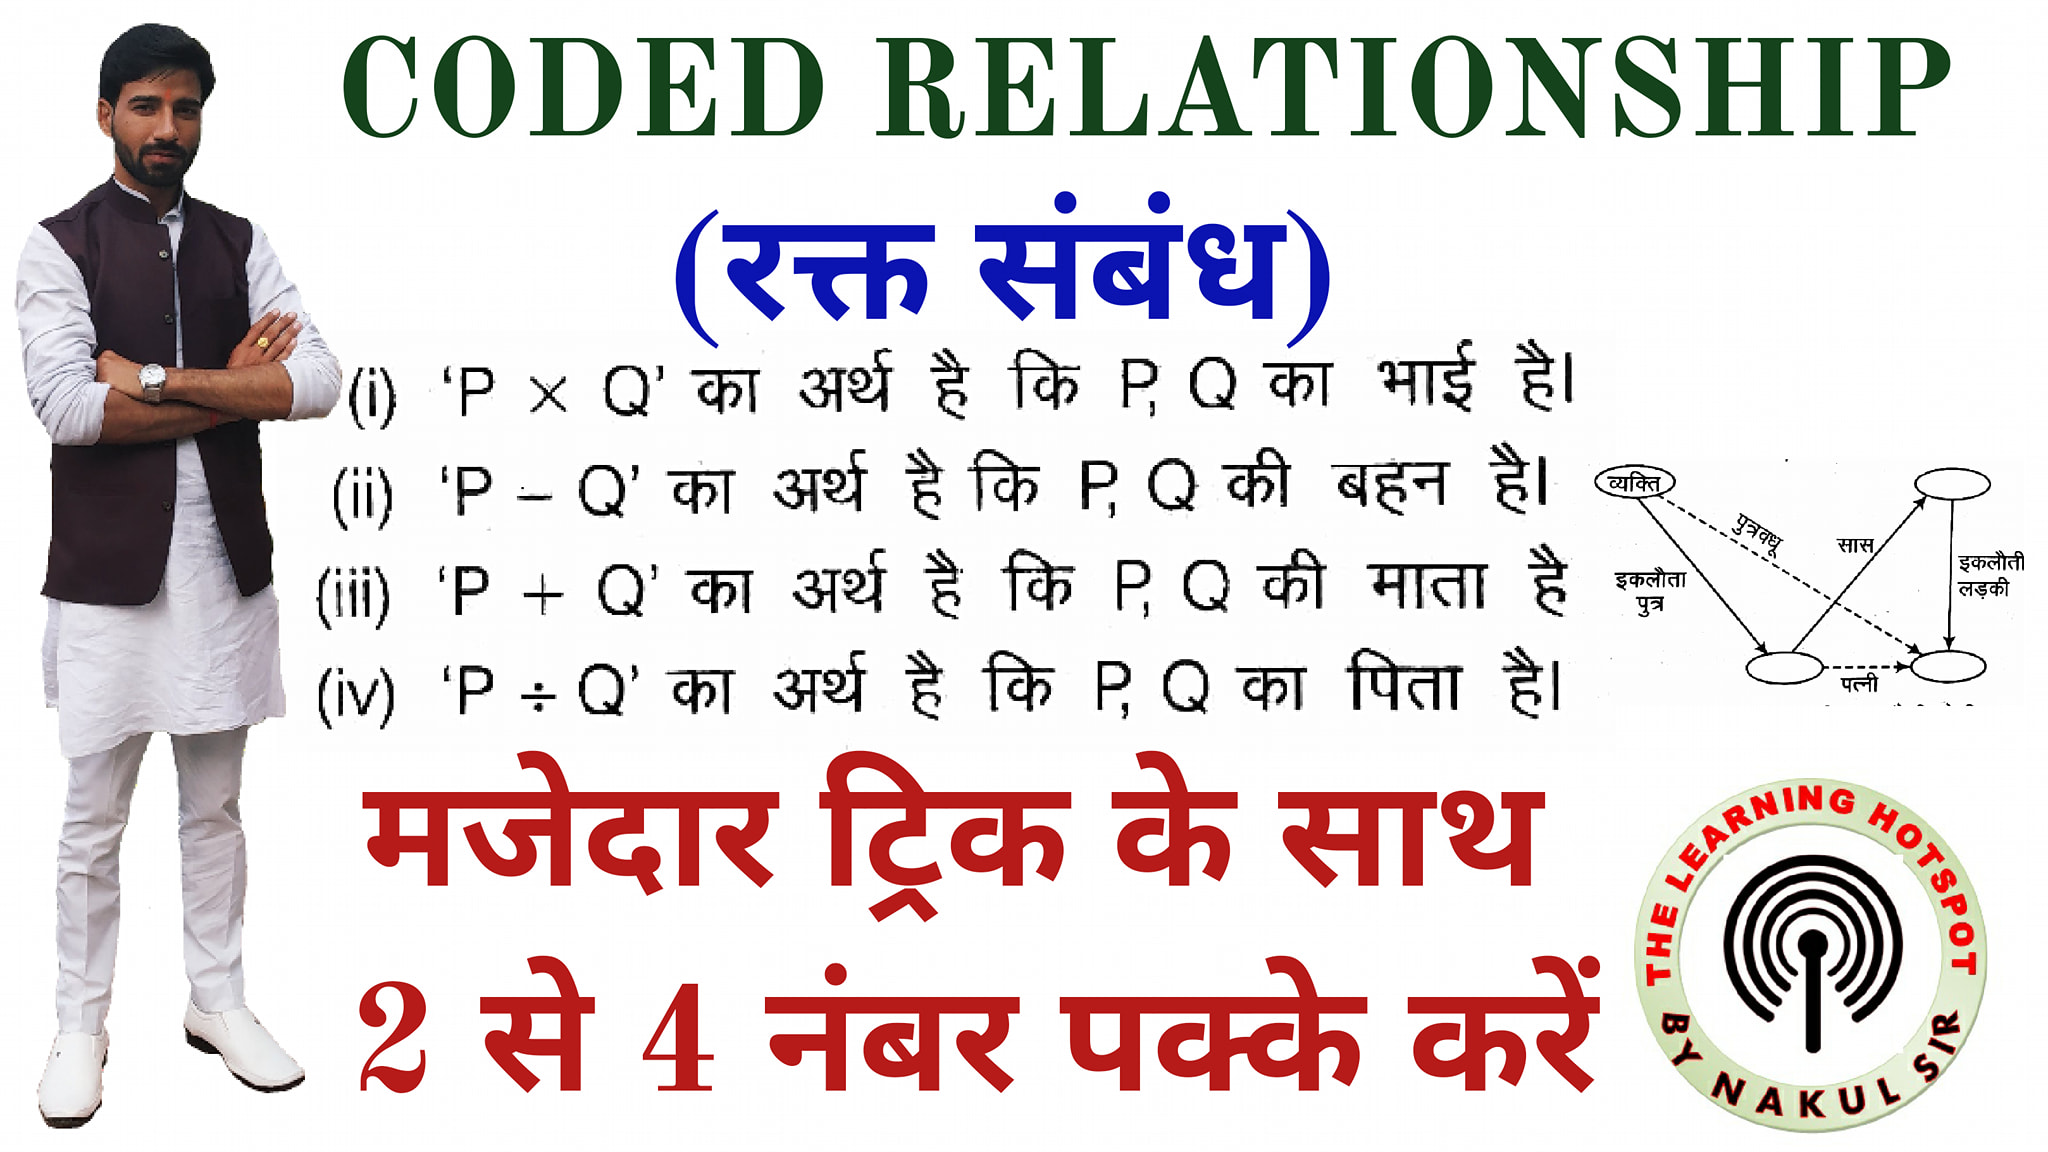 CODED RELATIONSHIP
(रक्त संबंध)
(i) ‘P × Q’ का अर्थ है कि P, Q का भाई है।
(ii) ‘P – Q’ का अर्थ है कि P, Q की बहन है।
(iii) ‘P + Q’ का अर्थ है कि P, Q की माता है
(iv) ‘P ÷ Q’ का अर्थ है कि P, Q का पिता है।
व्यक्ति
पुत्रवधू
सास
इकलौता
पुत्र
इकलौती
लड़की
पत्नी
मजेदार ट्रिक के साथ
2 से 4 नंबर पक्के करें
THE LEARNING HOTSPOT
BY NAKUL SIR